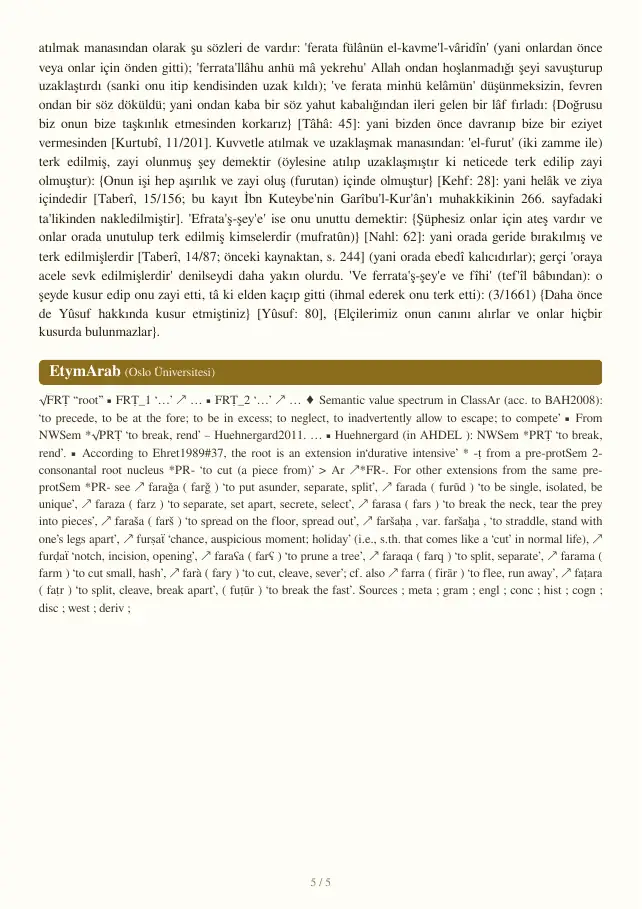 atılmak manasından olarak şu sözleri de vardır: 'ferata fülânün el-kavme'l-vâridîn' (yani onlardan önce
veya onlar için önden gitti); 'ferrata'llâhu anhü mâ yekrehu' Allah ondan hoşlanmadığı şeyi savuşturup
uzaklaştırdı (sanki onu itip kendisinden uzak kıldı); 've ferata minhü kelâmün' düşünmeksizin, fevren
ondan bir söz döküldü; yani ondan kaba bir söz yahut kabalığından ileri gelen bir lâf fırladı: {Doğrusu
biz onun bize taşkınlık etmesinden korkarız} [Tâhâ: 45]: yani bizden önce davranıp bize bir eziyet
vermesinden [Kurtubî, 11/201]. Kuvvetle atılmak ve uzaklaşmak manasından: 'el-furut' (iki zamme ile)
terk edilmiş, zayi olunmuş şey demektir (öylesine atılıp uzaklaşmıştır ki neticede terk edilip zayi
olmuştur): {Onun işi hep aşırılık ve zayi oluş (furutan) içinde olmuştur} [Kehf: 28]: yani helâk ve ziya
içindedir [Taberî, 15/156; bu kayıt İbn Kuteybe'nin Garîbu'l-Kur'ân'ı muhakkikinin 266. sayfadaki
ta'likinden nakledilmiştir]. 'Efrata'ş-şey'e' ise onu unuttu demektir: {Şüphesiz onlar için ateş vardır ve
onlar orada unutulup terk edilmiş kimselerdir (mufratûn)} [Nahl: 62]: yani orada geride bırakılmış ve
terk edilmişlerdir [Taberî, 14/87; önceki kaynaktan, s. 244] (yani orada ebedî kalıcıdırlar); gerçi 'oraya
acele sevk edilmişlerdir' denilseydi daha yakın olurdu. 'Ve ferrata'ş-şey'e ve fîhi' (tef'îl bâbından): o
şeyde kusur edip onu zayi etti, tâ ki elden kaçıp gitti (ihmal ederek onu terk etti): (3/1661) {Daha önce
de Yûsuf hakkında kusur etmiştiniz} [Yûsuf: 80], {Elçilerimiz onun canını alırlar ve onlar hiçbir
kusurda bulunmazlar}.
EtymArab (Oslo Üniversitesi)
√FRṬ “root” ▪ FRṬ_1 ‘…’ ↗ … ▪ FRṬ_2 ‘…’ ↗ … ♦ Semantic value spectrum in ClassAr (acc. to BAH2008):
‘to precede, to be at the fore; to be in excess; to neglect, to inadvertently allow to escape; to compete’ ▪ From
NWSem *√PRṬ ‘to break, rend’ – Huehnergard2011. … ▪ Huehnergard (in AHDEL ): NWSem *PRṬ ‘to break,
rend’. ▪ According to Ehret1989#37, the root is an extension in‘durative intensive’ * -ṭ from a pre-protSem 2-
consonantal root nucleus *PR- ‘to cut (a piece from)’ > Ar ↗*FR-. For other extensions from the same pre-
protSem *PR- see ↗ faraǧa ( farǧ ) ‘to put asunder, separate, split’, ↗ farada ( furūd ) ‘to be single, isolated, be
unique’, ↗ faraza ( farz ) ‘to separate, set apart, secrete, select’, ↗ farasa ( fars ) ‘to break the neck, tear the prey
into pieces’, ↗ faraša ( farš ) ‘to spread on the floor, spread out’, ↗ faršaḥa , var. faršaḫa , ‘to straddle, stand with
one’s legs apart’, ↗ furṣaẗ ‘chance, auspicious moment; holiday’ (i.e., s.th. that comes like a ‘cut’ in normal life), ↗
furḍaẗ ‘notch, incision, opening’, ↗ faraʕa ( farʕ ) ‘to prune a tree’, ↗ faraqa ( farq ) ‘to split, separate’, ↗ farama (
farm ) ‘to cut small, hash’, ↗ farà ( fary ) ‘to cut, cleave, sever’; cf. also ↗ farra ( firār ) ‘to flee, run away’, ↗ faṭara
( faṭr ) ‘to split, cleave, break apart’, ( fuṭūr ) ‘to break the fast’. Sources ; meta ; gram ; engl ; conc ; hist ; cogn ;
disc ; west ; deriv ;
5 / 5